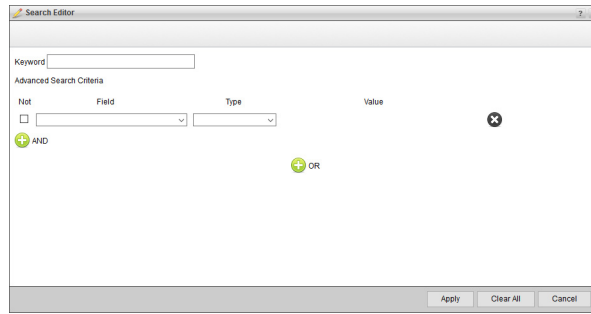 Search Editor ?
Keyword
Advanced Search Criteria
Not Field Type Value
AND
OR
Apply Clear All Cancel